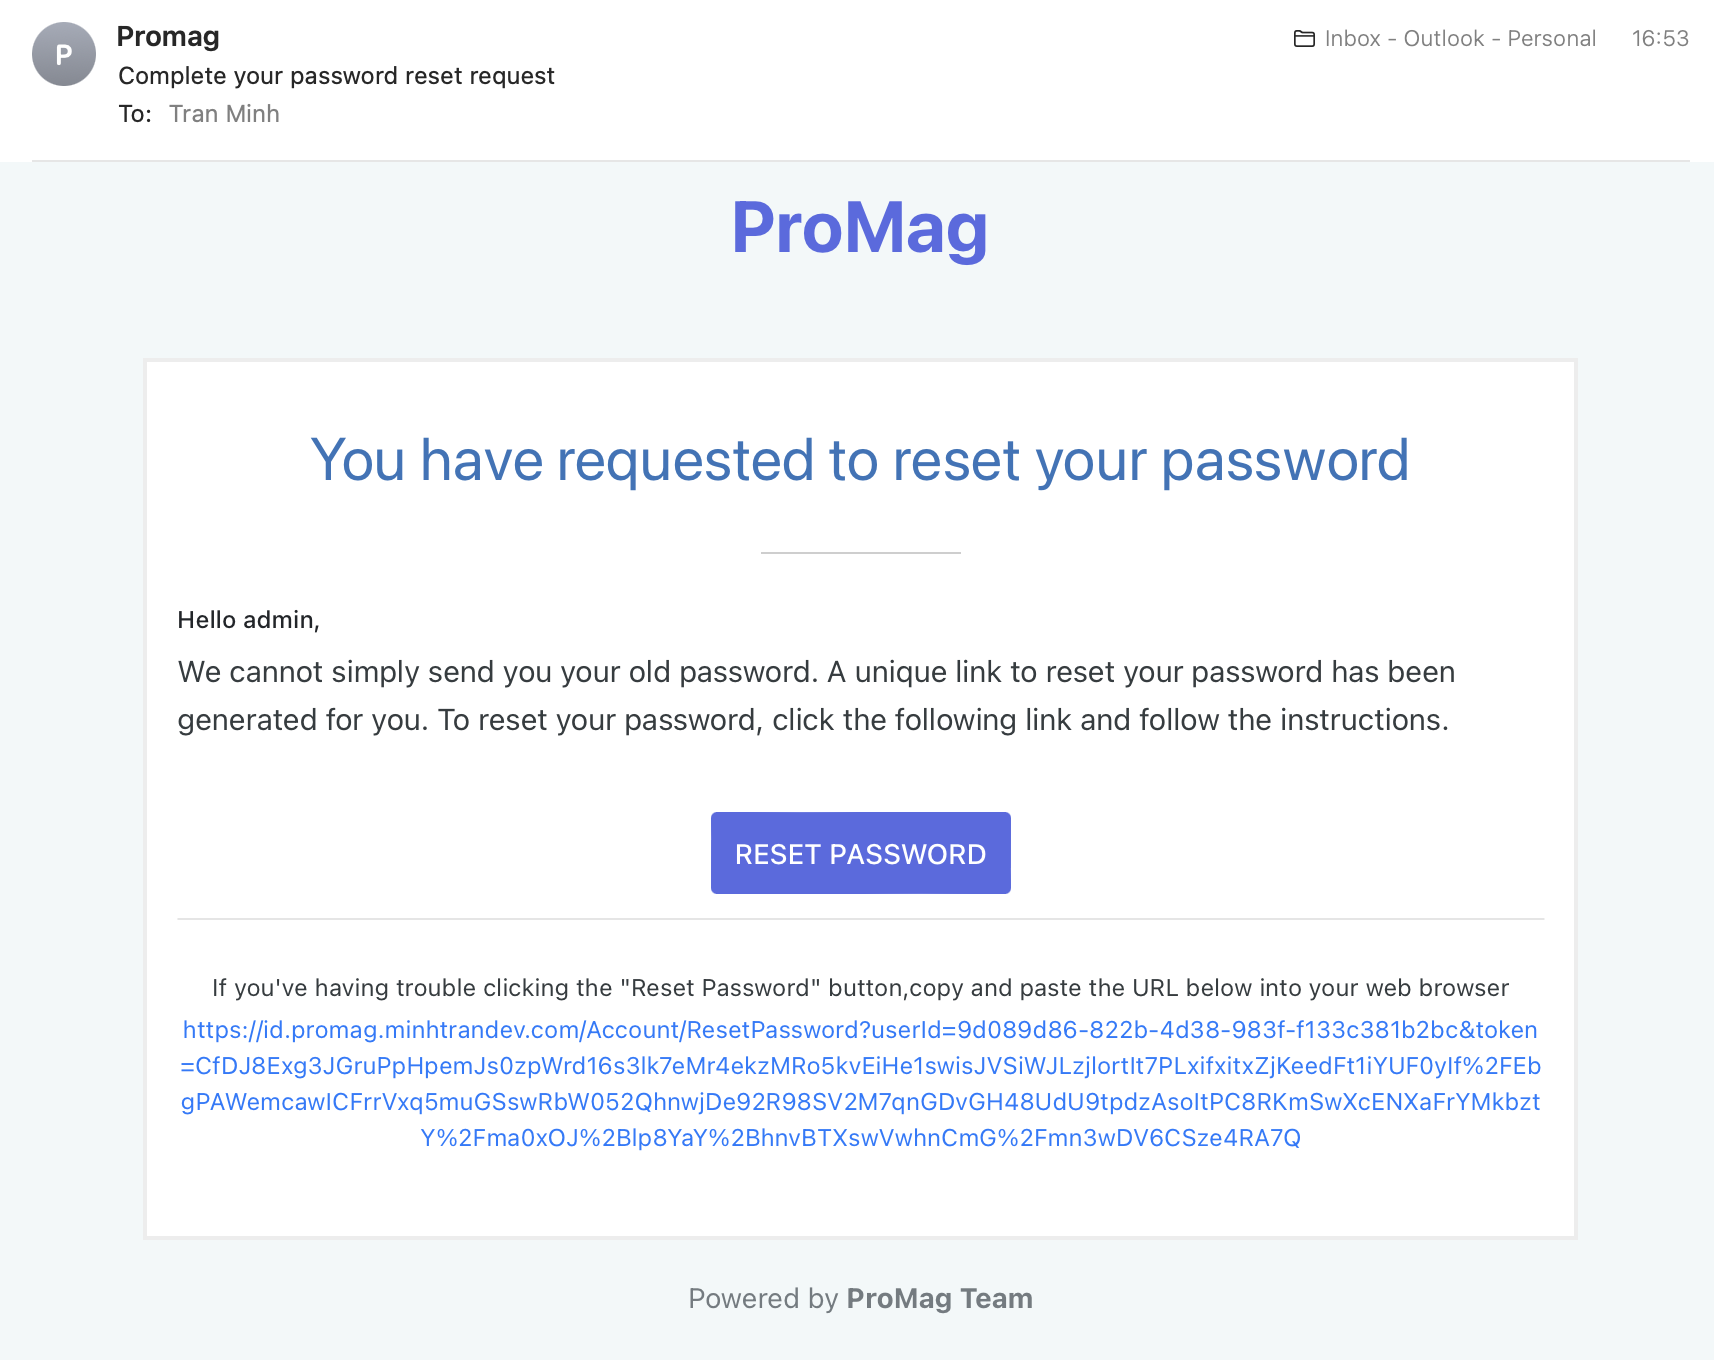 P
Promag
Inbox - Outlook - Personal 16:53
Complete your password reset request
To: Tran Minh
ProMag
You have requested to reset your password
Hello admin,
We cannot simply send you your old password. A unique link to reset your password has been
generated for you. To reset your password, click the following link and follow the instructions.
RESET PASSWORD
If you've having trouble clicking the "Reset Password" button,copy and paste the URL below into your web browser
https://id.promag.minhtrandev.com/Account/ResetPassword?userId=9d089d86-822b-4d38-983f-f133c381b2bc&token
=CfDJ8Exg3JGruPpHpemJs0zpWrd16s3lk7eMr4ekzMRo5kvEiHe1swisJVSiWJLzjlortIt7PLxifxitxZjKeedFt1iYUF0yIf%2FEb
gPAWemcawICFrrVxq5muGSswRbW052QhnwjDe92R98SV2M7qnGDvGH48UdU9tpdzAsoItPC8RKmSwXcENXaFrYMkbzt
Y%2Fma0xOJ%2Blp8YaY%2BhnvBTXswVwhnCmG%2Fmn3wDV6CSze4RA7Q
Powered by ProMag Team